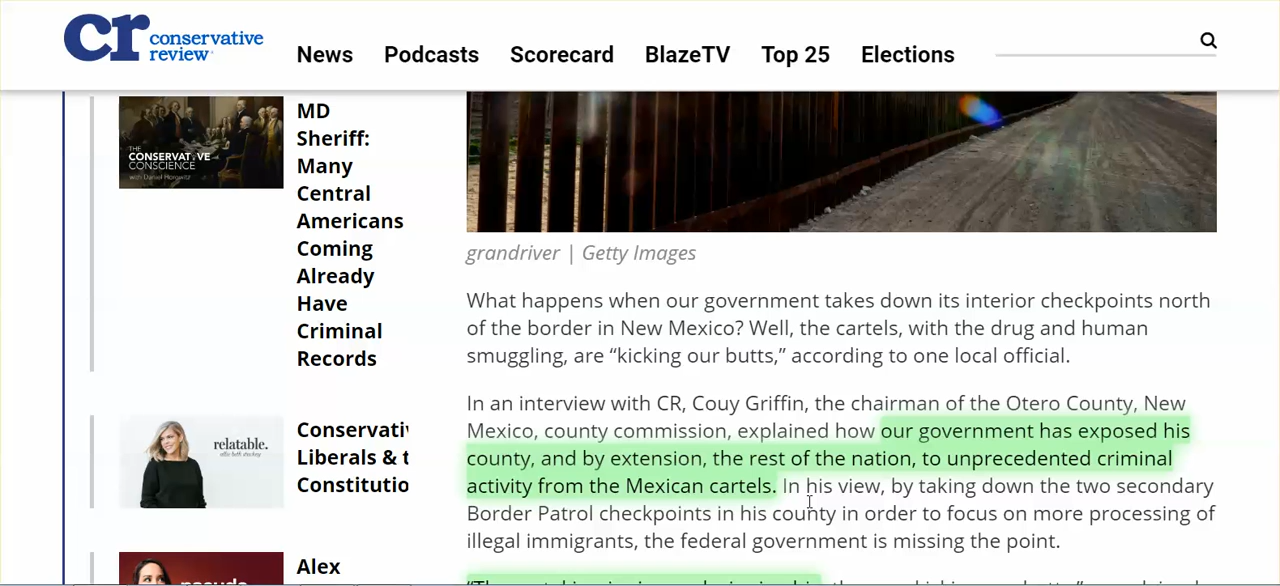 cr conservative review
News Podcasts Scorecard BlazeTV Top 25 Elections
THE
CONSERVATIVE
CONSCIENCE
with Daniel Horowitz
MD
Sheriff:
Many
Central
Americans
Coming
Already
Have
Criminal
Records
relatable.
allie beth stuckey
Conservati
Liberals & t
Constitutio
Alex
grandriver | Getty Images
What happens when our government takes down its interior checkpoints north
of the border in New Mexico? Well, the cartels, with the drug and human
smuggling, are “kicking our butts,” according to one local official.
In an interview with CR, Couy Griffin, the chairman of the Otero County, New
Mexico, county commission, explained how our government has exposed his
county, and by extension, the rest of the nation, to unprecedented criminal
activity from the Mexican cartels. In his view, by taking down the two secondary
Border Patrol checkpoints in his county in order to focus on more processing of
illegal immigrants, the federal government is missing the point.